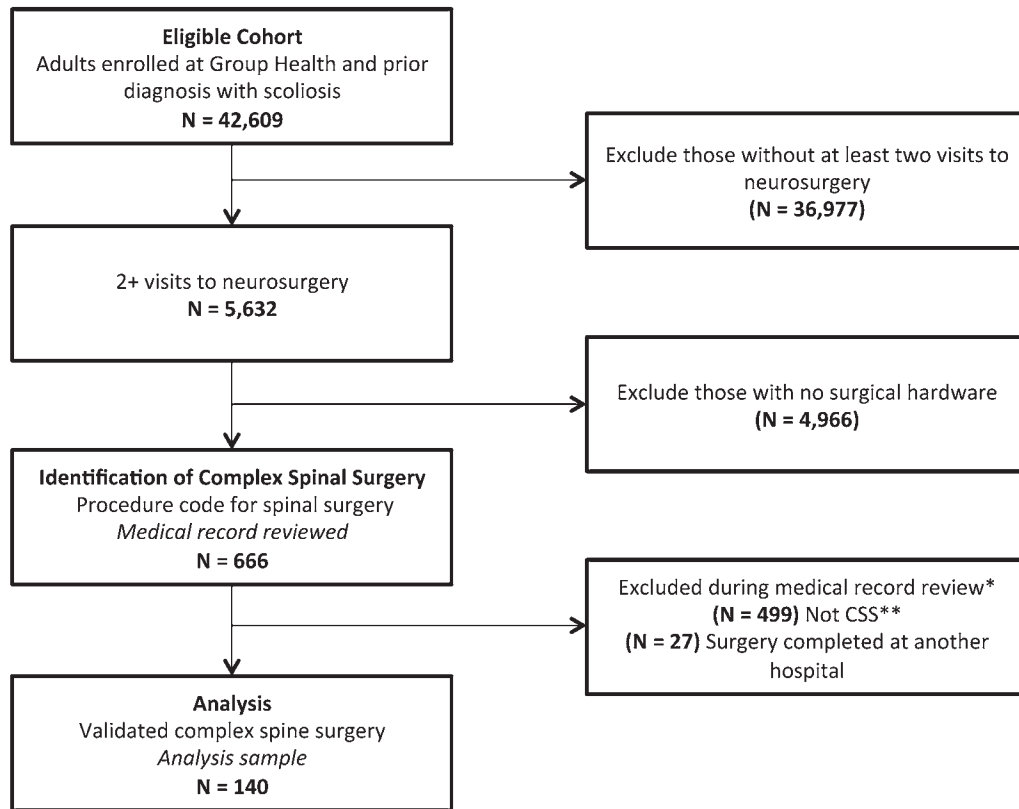 Eligible Cohort
Adults enrolled at Group Health and prior
diagnosis with scoliosis
N = 42,609
Exclude those without at least two visits to
neurosurgery
(N = 36,977)
2+ visits to neurosurgery
N = 5,632
Exclude those with no surgical hardware
(N = 4,966)
Identification of Complex Spinal Surgery
Procedure code for spinal surgery
Medical record reviewed
N = 666
Excluded during medical record review*
(N = 499) Not CSS**
(N = 27) Surgery completed at another
hospital
Analysis
Validated complex spine surgery
Analysis sample
N = 140